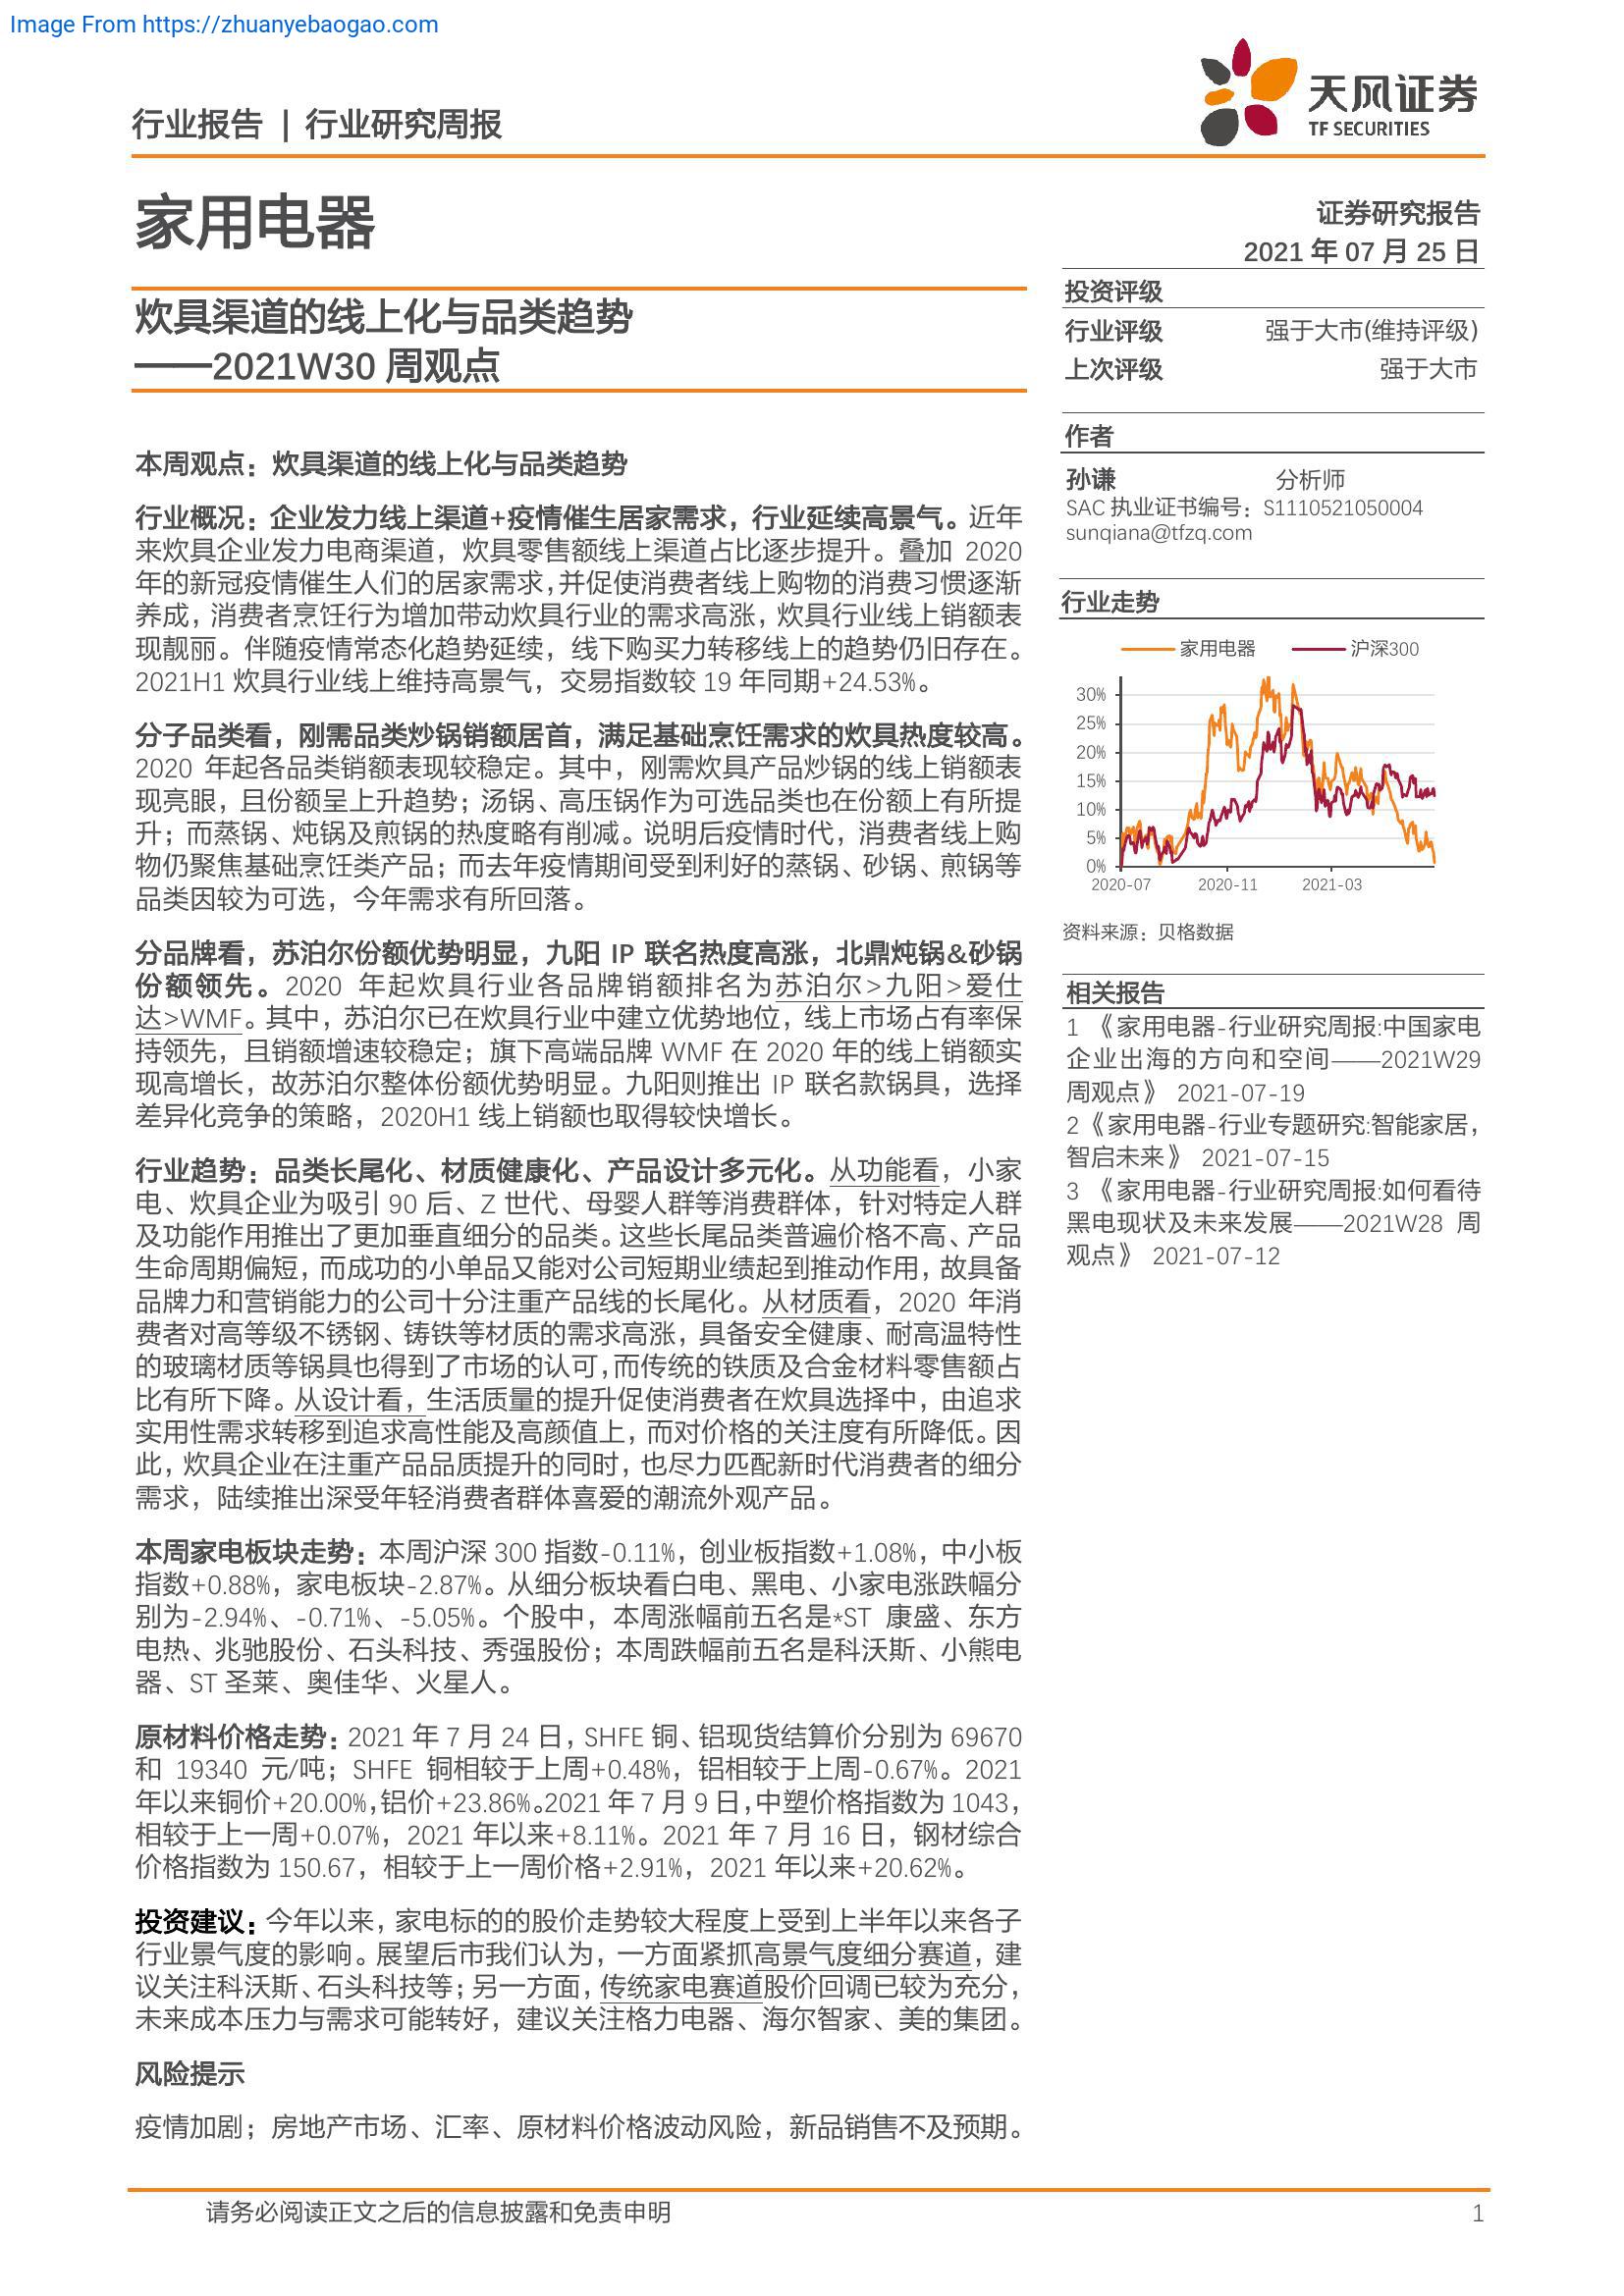 Image From https://zhuanyebaogao.com
行业报告 | 行业研究周报
天风证券
TF SECURITIES
家用电器
证券研究报告
2021 年 07 月 25 日
炊具渠道的线上化与品类趋势
——2021W30 周观点
本周观点：炊具渠道的线上化与品类趋势
行业概况：企业发力线上渠道+疫情催生居家需求，行业延续高景气。近年
来炊具企业发力电商渠道，炊具零售额线上渠道占比逐步提升。叠加 2020
年的新冠疫情催生人们的居家需求，并促使消费者线上购物的消费习惯逐渐
养成，消费者烹饪行为增加带动炊具行业的需求高涨，炊具行业线上销额表
现靓丽。伴随疫情常态化趋势延续，线下购买力转移线上的趋势仍旧存在。
2021H1 炊具行业线上维持高景气，交易指数较 19 年同期+24.53%。
分子品类看，刚需品类炒锅销额居首，满足基础烹饪需求的炊具热度较高。
2020 年起各品类销额表现较稳定。其中，刚需炊具产品炒锅的线上销额表
现亮眼，且份额呈上升趋势；汤锅、高压锅作为可选品类也在份额上有所提
升；而蒸锅、炖锅及煎锅的热度略有削减。说明后疫情时代，消费者线上购
物仍聚焦基础烹饪类产品；而去年疫情期间受到利好的蒸锅、砂锅、煎锅等
品类因较为可选，今年需求有所回落。
分品牌看，苏泊尔份额优势明显，九阳 IP 联名热度高涨，北鼎炖锅&砂锅
份额领先。2020 年起炊具行业各品牌销额排名为苏泊尔>九阳>爱仕
达>WMF。其中，苏泊尔已在炊具行业中建立优势地位，线上市场占有率保
持领先，且销额增速较稳定；旗下高端品牌 WMF 在 2020 年的线上销额实
现高增长，故苏泊尔整体份额优势明显。九阳则推出 IP 联名款锅具，选择
差异化竞争的策略，2020H1 线上销额也取得较快增长。
行业趋势：品类长尾化、材质健康化、产品设计多元化。从功能看，小家
电、炊具企业为吸引 90 后、Z 世代、母婴人群等消费群体，针对特定人群
及功能作用推出了更加垂直细分的品类。这些长尾品类普遍价格不高、产品
生命周期偏短，而成功的小单品又能对公司短期业绩起到推动作用，故具备
品牌力和营销能力的公司十分注重产品线的长尾化。从材质看，2020 年消
费者对高等级不锈钢、铸铁等材质的需求高涨，具备安全健康、耐高温特性
的玻璃材质等锅具也得到了市场的认可，而传统的铁质及合金材料零售额占
比有所下降。从设计看，生活质量的提升促使消费者在炊具选择中，由追求
实用性需求转移到追求高性能及高颜值上，而对价格的关注度有所降低。因
此，炊具企业在注重产品品质提升的同时，也尽力匹配新时代消费者的细分
需求，陆续推出深受年轻消费者群体喜爱的潮流外观产品。
本周家电板块走势：本周沪深 300 指数-0.11%，创业板指数+1.08%，中小板
指数+0.88%，家电板块-2.87%。从细分板块看白电、黑电、小家电涨跌幅分
别为-2.94%、-0.71%、-5.05%。个股中，本周涨幅前五名是*ST 康盛、东方
电热、兆驰股份、石头科技、秀强股份；本周跌幅前五名是科沃斯、小熊电
器、ST 圣莱、奥佳华、火星人。
原材料价格走势：2021 年 7 月 24 日，SHFE 铜、铝现货结算价分别为 69670
和 19340 元/吨；SHFE 铜相较于上周+0.48%，铝相较于上周-0.67%。2021
年以来铜价+20.00%，铝价+23.86%。2021 年 7 月 9 日，中塑价格指数为 1043，
相较于上一周+0.07%，2021 年以来+8.11%。2021 年 7 月 16 日，钢材综合
价格指数为 150.67，相较于上一周价格+2.91%，2021 年以来+20.62%。
投资建议：今年以来，家电标的的股价走势较大程度上受到上半年以来各子
行业景气度的影响。展望后市我们认为，一方面紧抓高景气度细分赛道，建
议关注科沃斯、石头科技等；另一方面，传统家电赛道股价回调已较为充分，
未来成本压力与需求可能转好，建议关注格力电器、海尔智家、美的集团。
风险提示
疫情加剧；房地产市场、汇率、原材料价格波动风险，新品销售不及预期。
投资评级
行业评级 强于大市(维持评级)
上次评级 强于大市
作者
孙谦 分析师
SAC 执业证书编号：S1110521050004
sunqiana@tfzq.com
行业走势
家用电器 沪深300
30%
25%
20%
15%
10%
5%
0%
2020-07 2020-11 2021-03
资料来源：贝格数据
相关报告
1 《家用电器-行业研究周报:中国家电
企业出海的方向和空间——2021W29
周观点》 2021-07-19
2《家用电器-行业专题研究:智能家居，
智启未来》 2021-07-15
3 《家用电器-行业研究周报:如何看待
黑电现状及未来发展——2021W28 周
观点》 2021-07-12
请务必阅读正文之后的信息披露和免责申明 1